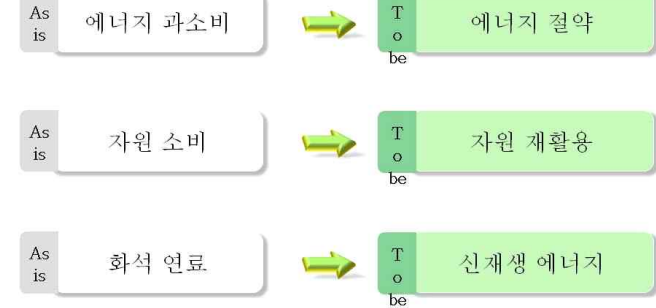 As
is
에너지 과소비
T
o
be
에너지 절약
As
is
자원 소비
T
o
be
자원 재활용
As
is
화석 연료
T
o
be
신재생 에너지